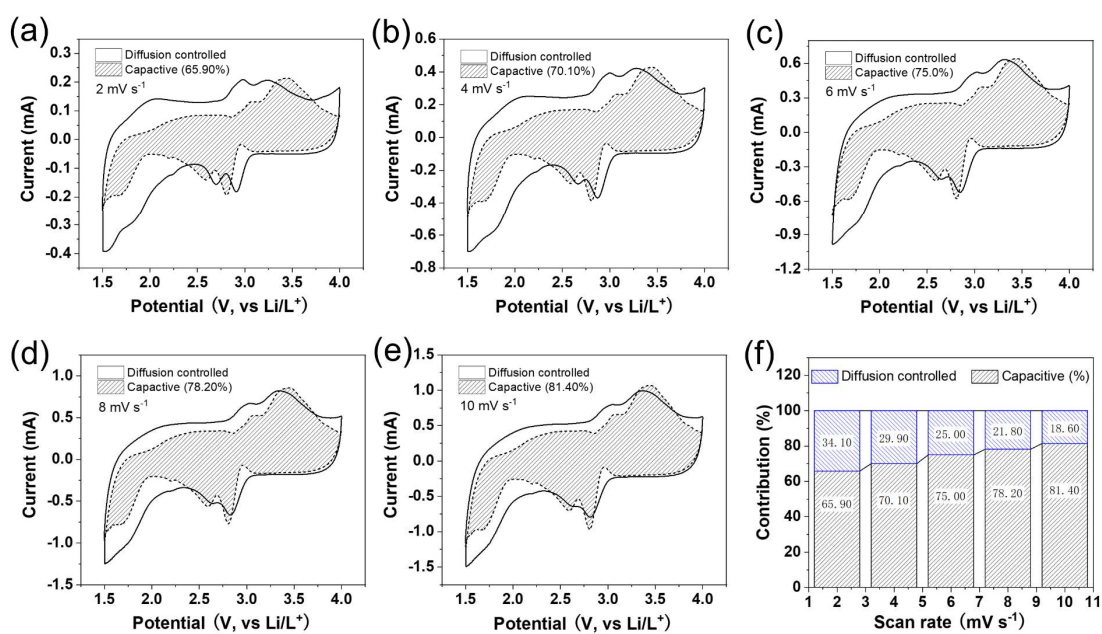 (a)
Diffusion controlled
Capactive (65.90%)
2 mV s⁻¹
0.3
0.2
0.1
0.0
-0.1
-0.2
-0.3
-0.4
Current (mA)
1.5 2.0 2.5 3.0 3.5 4.0
Potential (V, vs Li/L⁺)
(b)
Diffusion controlled
Capactive (70.10%)
4 mV s⁻¹
0.6
0.4
0.2
0.0
-0.2
-0.4
-0.6
-0.8
Current (mA)
1.5 2.0 2.5 3.0 3.5 4.0
Potential (V, vs Li/L⁺)
(c)
Diffusion controlled
Capactive (75.0%)
6 mV s⁻¹
0.6
0.3
0.0
-0.3
-0.6
-0.9
-1.2
Current (mA)
1.5 2.0 2.5 3.0 3.5 4.0
Potential (V, vs Li/L⁺)
(d)
Diffusion controlled
Capactive (78.20%)
8 mV s⁻¹
1.0
0.5
0.0
-0.5
-1.0
-1.5
Current (mA)
1.5 2.0 2.5 3.0 3.5 4.0
Potential (V, vs Li/L⁺)
(e)
Diffusion controlled
Capactive (81.40%)
10 mV s⁻¹
1.5
1.0
0.5
0.0
-0.5
-1.0
-1.5
Current (mA)
1.5 2.0 2.5 3.0 3.5 4.0
Potential (V, vs Li/L⁺)
(f)
Diffusion controlled Capacitive (%)
120
100
80
60
40
20
0
Contribution (%)
34.10 29.90 25.00 21.80 18.60
65.90 70.10 75.00 78.20 81.40
1 2 3 4 5 6 7 8 9 10 11
Scan rate (mV s⁻¹)